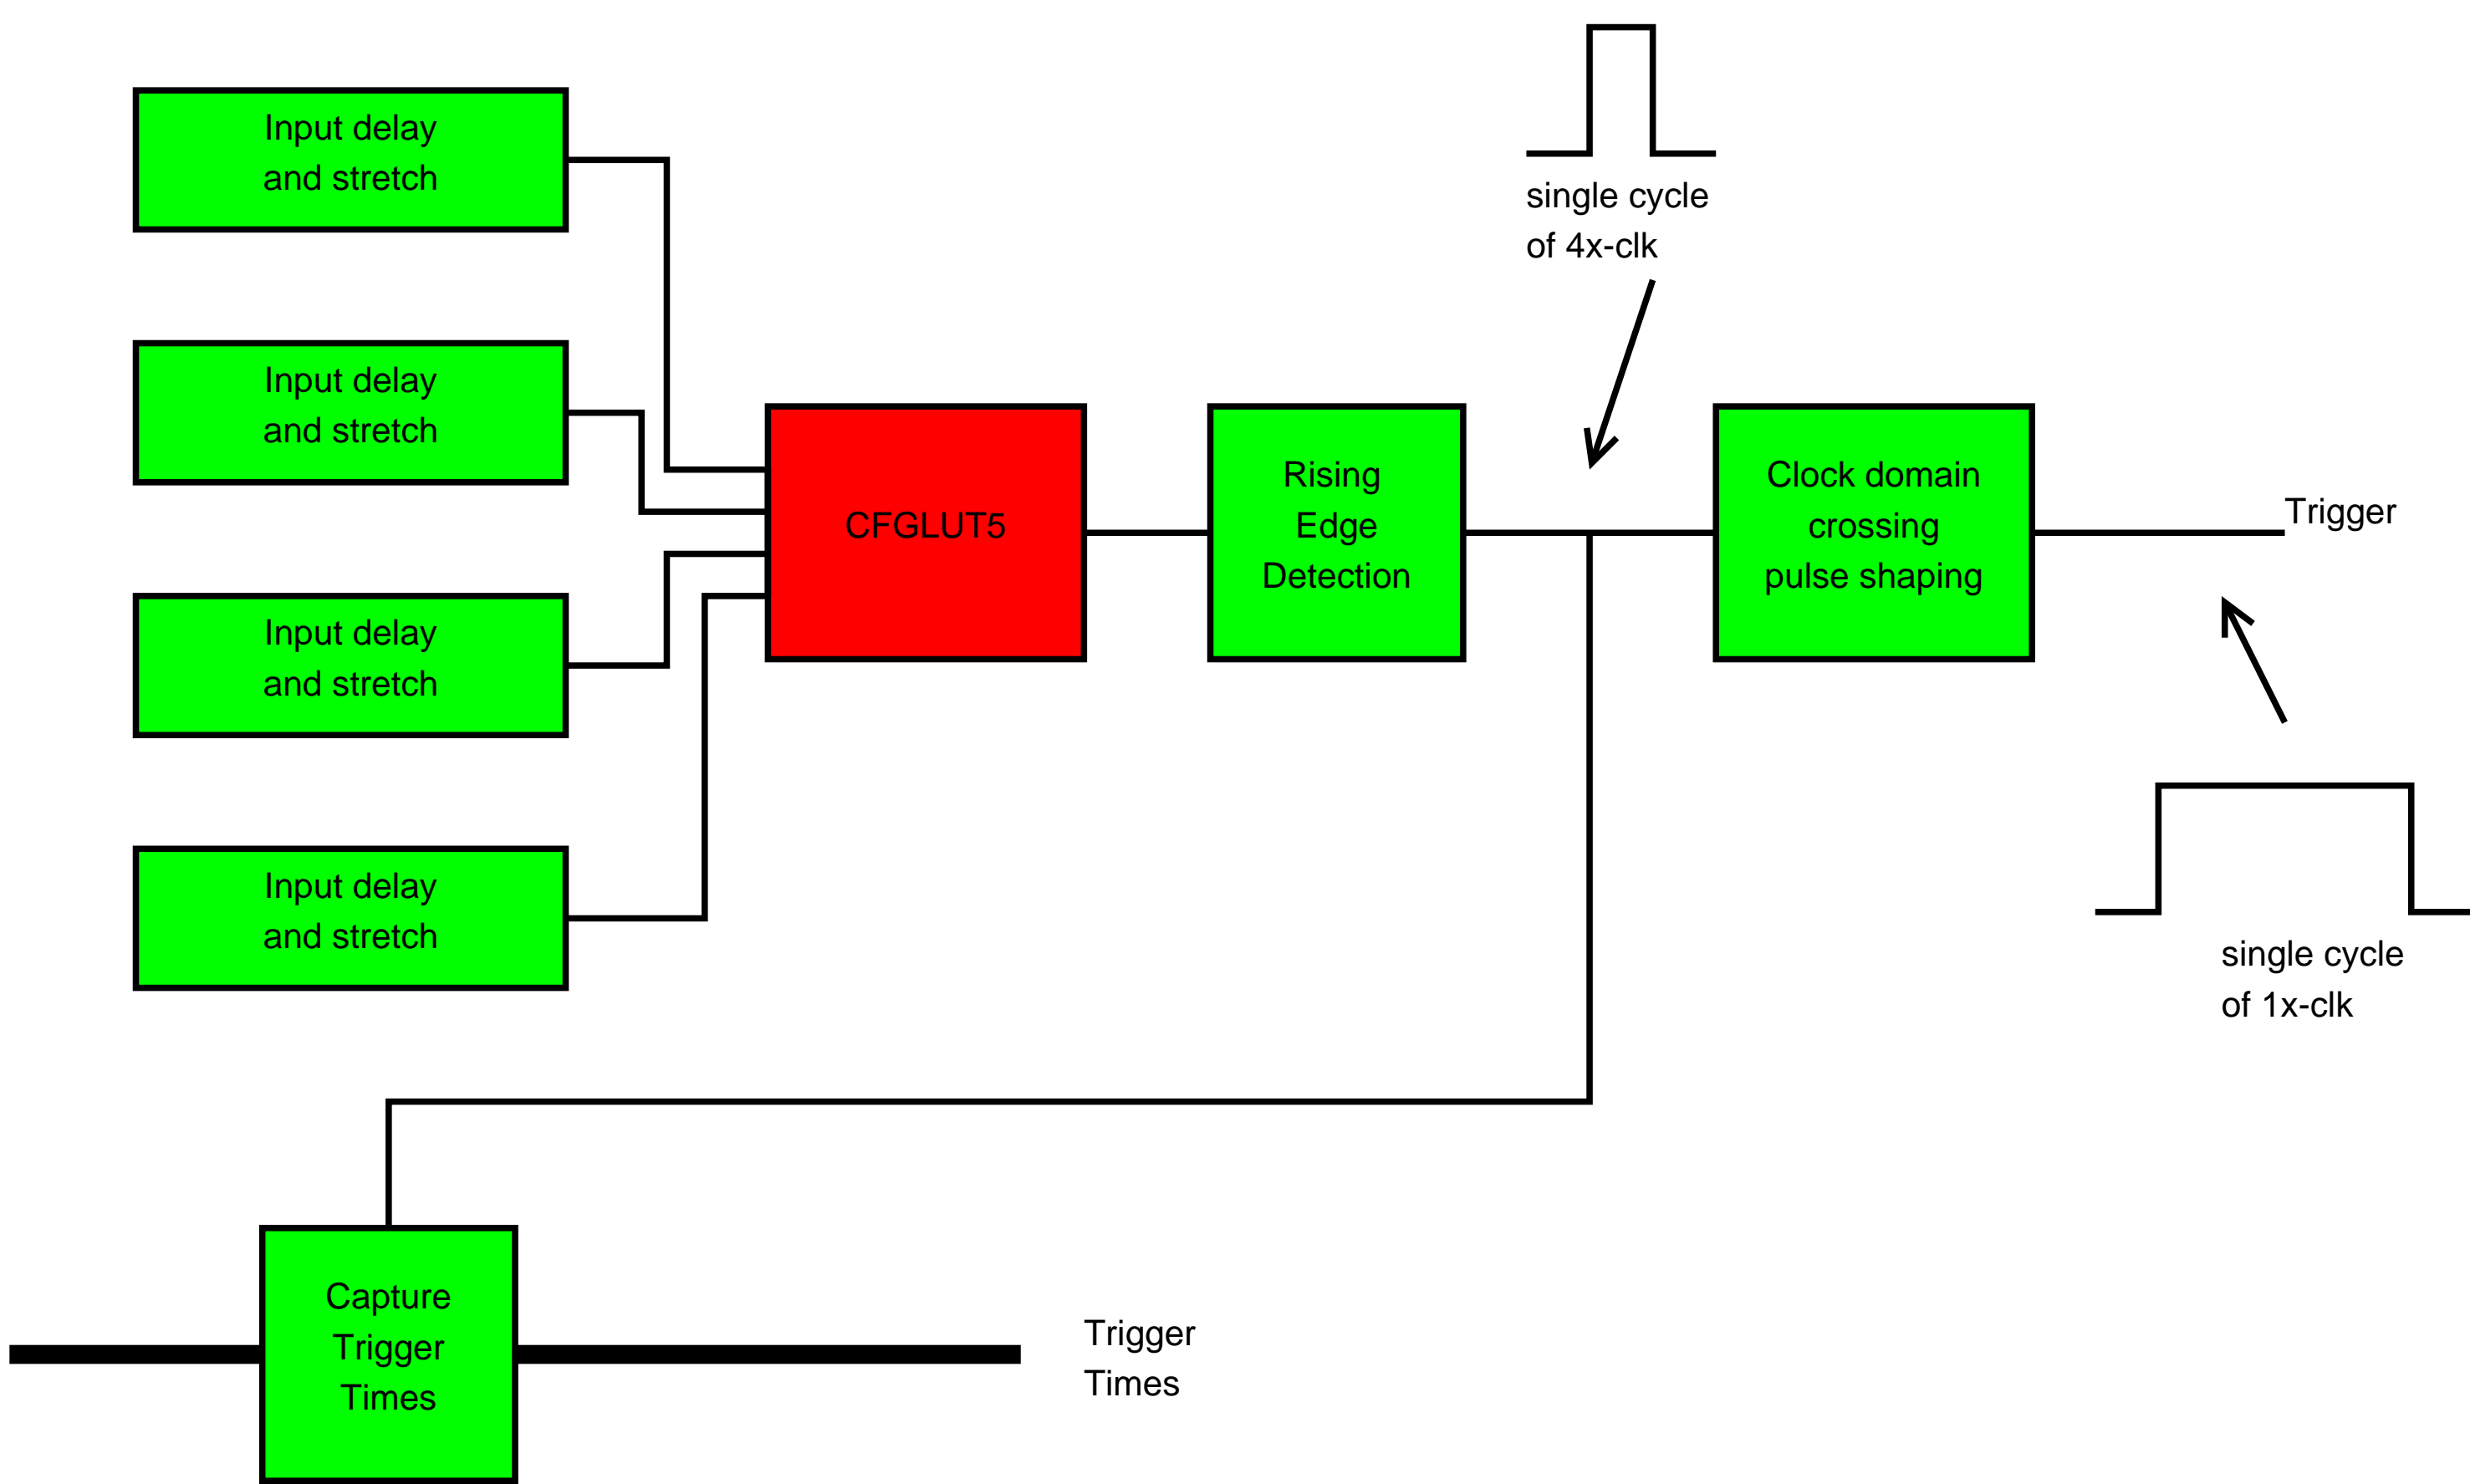 Input delay
and stretch
Input delay
and stretch
Input delay
and stretch
Input delay
and stretch
CFGLUT5
Rising
Edge
Detection
single cycle
of 4x-clk
Clock domain
crossing
pulse shaping
Trigger
single cycle
of 1x-clk
Capture
Trigger
Times
Trigger
Times